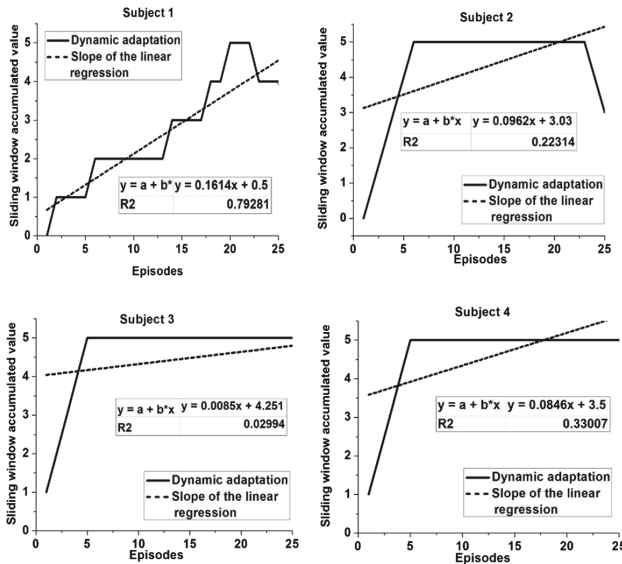 Subject 1
Sliding window accumulated value
5
4
3
2
1
0
Dynamic adaptation
Slope of the linear
regression
y = a + b* y = 0.1614x + 0.5
R2 0.79281
0 5 10 15 20 25
Episodes
Subject 2
Sliding window accumulated value
5
4
3
2
1
0
y = a + b*x y = 0.0962x + 3.03
R2 0.22314
Dynamic adaptation
Slope of the linear
regression
0 5 10 15 20 25
Episodes
Subject 3
Sliding window accumulated value
5
4
3
2
1
0
y = a + b*x y = 0.0085x + 4.251
R2 0.02994
Dynamic adaptation
Slope of the linear
regression
0 5 10 15 20 25
Episodes
Subject 4
Sliding window accumulated value
5
4
3
2
1
0
y = a + b*x y = 0.0846x + 3.5
R2 0.33007
Dynamic adaptation
Slope of the linear
regression
0 5 10 15 20 25
Episodes